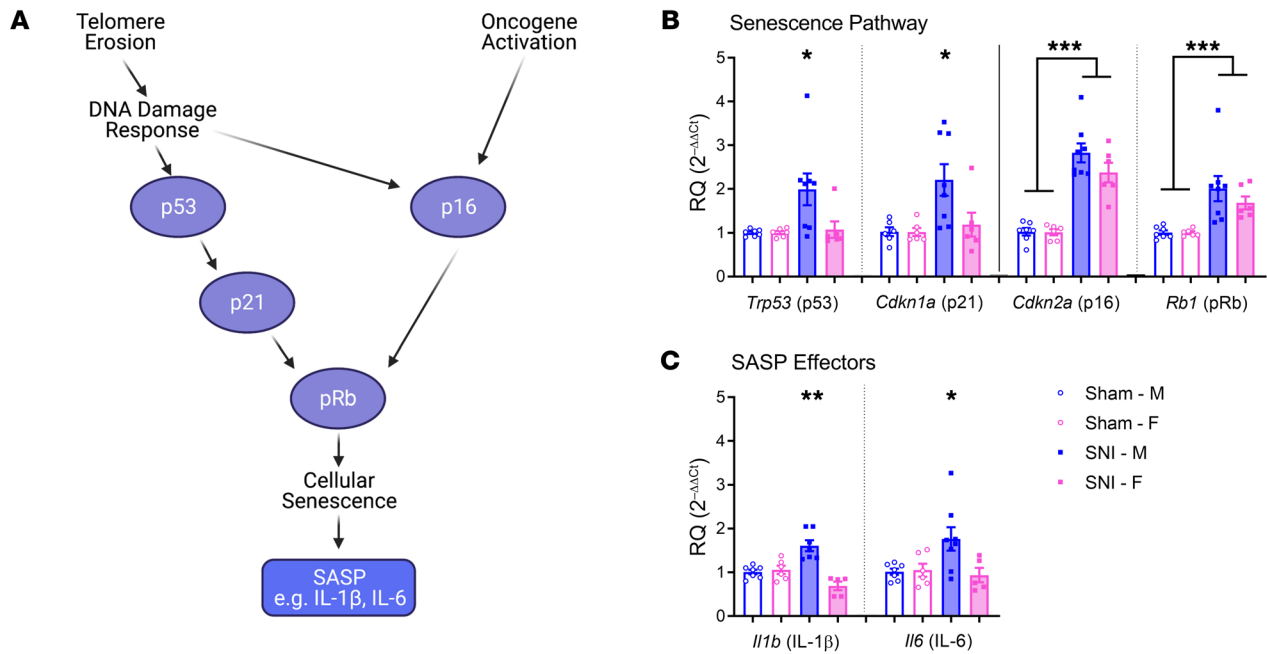 A
Telomere
Erosion
Oncogene
Activation
DNA Damage
Response
p53
p16
p21
pRb
Cellular
Senescence
SASP
e.g. IL-1β, IL-6
B
Senescence Pathway
RQ (2−ΔΔCt)
5
4
3
2
1
0
*
*
***
***
Trp53 (p53)
Cdkn1a (p21)
Cdkn2a (p16)
Rb1 (pRb)
C
SASP Effectors
RQ (2−ΔΔCt)
5
4
3
2
1
0
**
*
Il1b (IL-1β)
Il6 (IL-6)
Sham - M
Sham - F
SNI - M
SNI - F